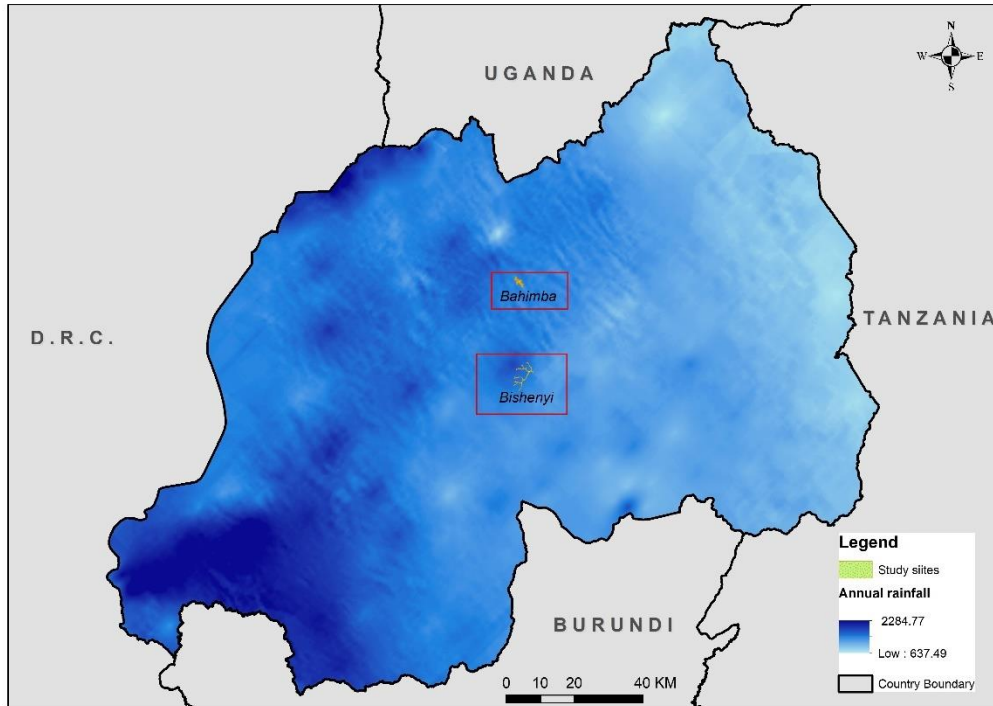 UGANDA
N
W E
S
Bahimba
D.R.C.
TANZANIA
Bishenyi
Legend
Study siites
Annual rainfall
2284.77
Low : 637.49
Country Boundary
BURUNDI
0 10 20 40 KM